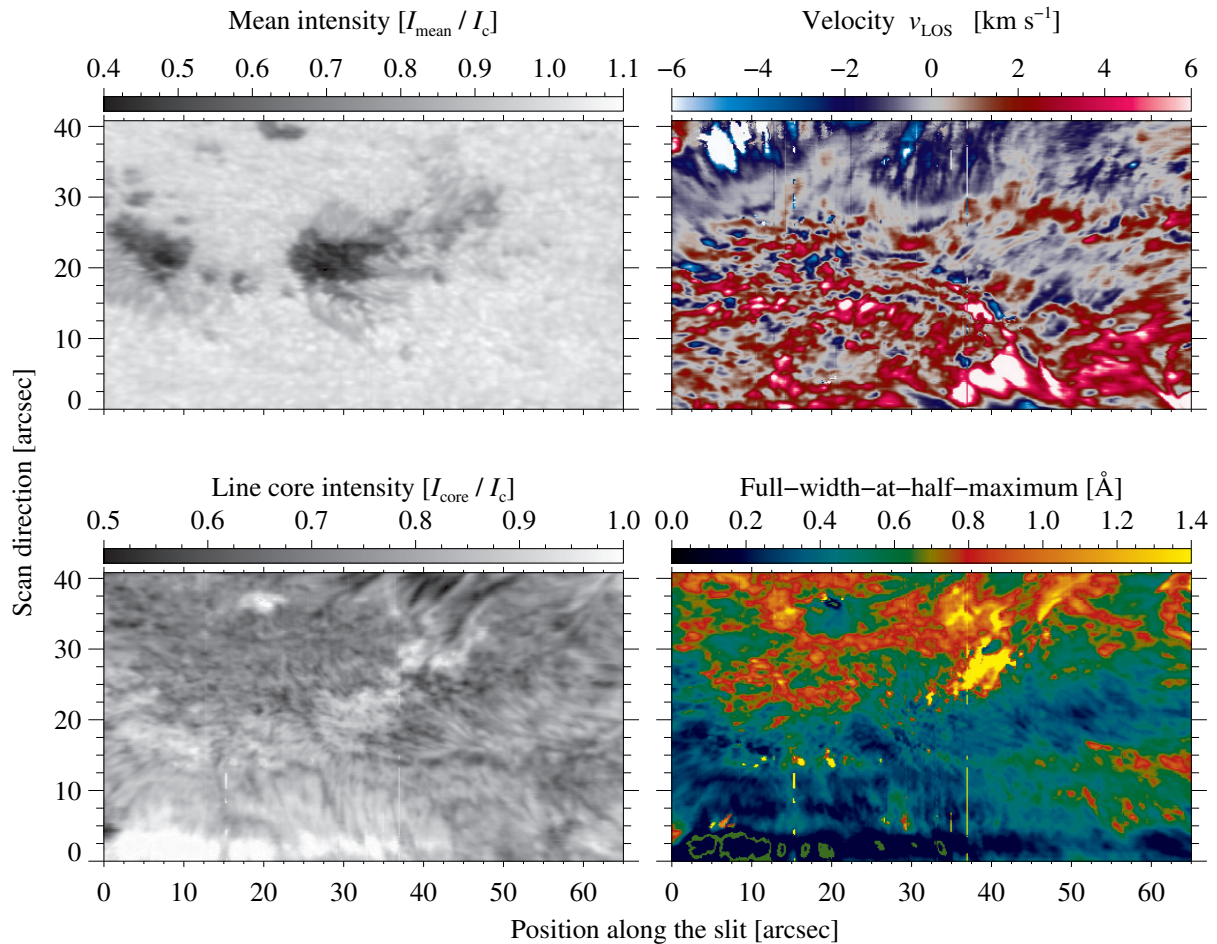 Mean intensity [I_mean / I_c]
0.4 0.5 0.6 0.7 0.8 0.9 1.0 1.1
Velocity v_LOS [km s⁻¹]
−6 −4 −2 0 2 4 6
40
30
20
10
0
Line core intensity [I_core / I_c]
0.5 0.6 0.7 0.8 0.9 1.0
Full−width−at−half−maximum [Å]
0.0 0.2 0.4 0.6 0.8 1.0 1.2 1.4
Scan direction [arcsec]
40
30
20
10
0
0 10 20 30 40 50 60
0 10 20 30 40 50 60
Position along the slit [arcsec]